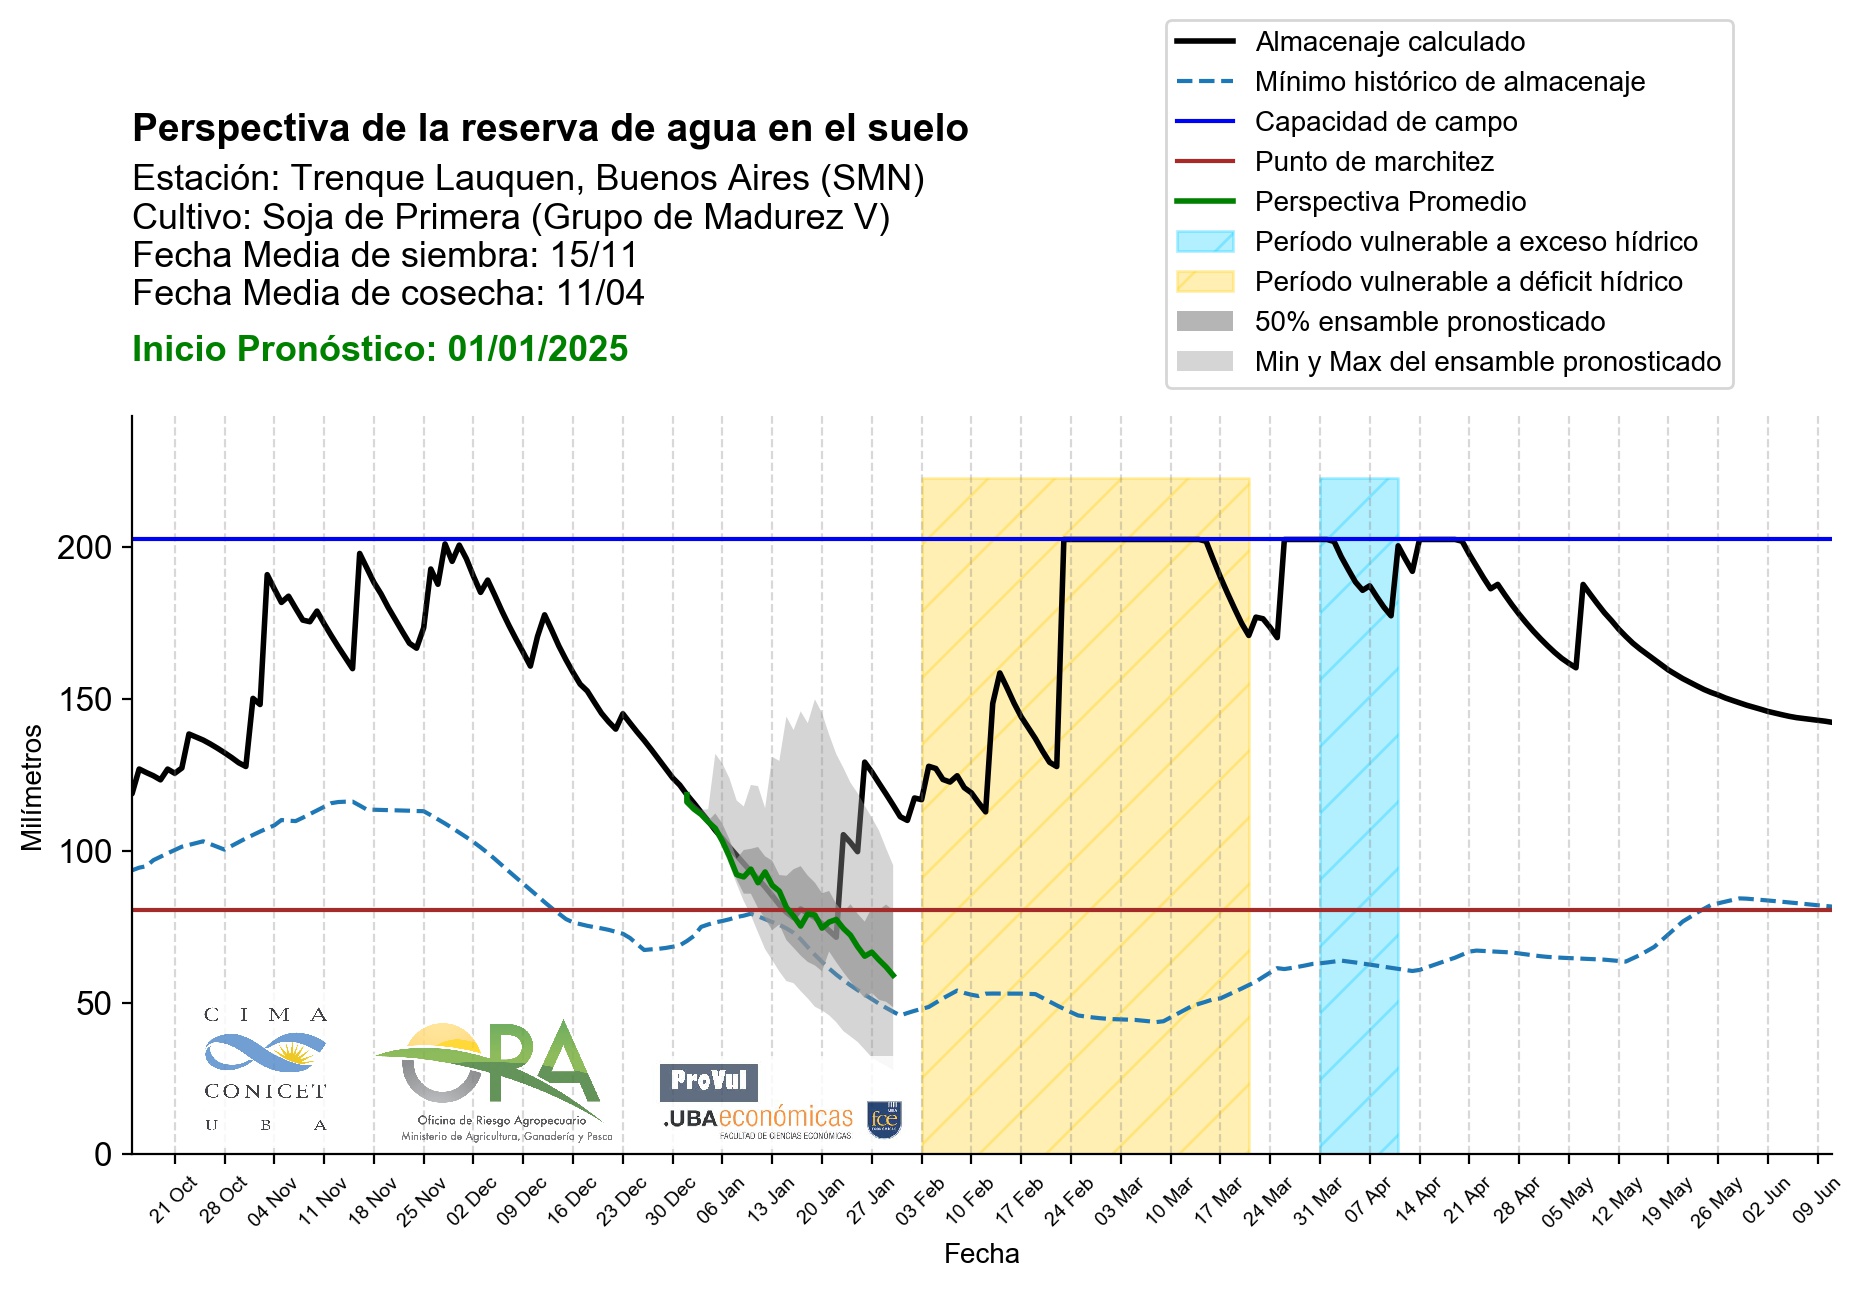 Almacenaje calculado
Mínimo histórico de almacenaje
Capacidad de campo
Punto de marchitez
Perspectiva Promedio
Período vulnerable a exceso hídrico
Período vulnerable a déficit hídrico
50% ensamble pronosticado
Min y Max del ensamble pronosticado
Perspectiva de la reserva de agua en el suelo
Estación: Trenque Lauquen, Buenos Aires (SMN)
Cultivo: Soja de Primera (Grupo de Madurez V)
Fecha Media de siembra: 15/11
Fecha Media de cosecha: 11/04
Inicio Pronóstico: 01/01/2025
Milímetros
200
150
100
50
0
C I M A
CONICET
U B A
ORA
Oficina de Riesgo Agropecuario
Ministerio de Agricultura, Ganadería y Pesca
ProVul
.UBAeconómicas
FACULTAD DE CIENCIAS ECONÓMICAS
UBA
fce
ECONÓMICAS
21 Oct
28 Oct
04 Nov
11 Nov
18 Nov
25 Nov
02 Dec
09 Dec
16 Dec
23 Dec
30 Dec
06 Jan
13 Jan
20 Jan
27 Jan
03 Feb
10 Feb
17 Feb
24 Feb
03 Mar
10 Mar
17 Mar
24 Mar
31 Mar
07 Apr
14 Apr
21 Apr
28 Apr
05 May
12 May
19 May
26 May
02 Jun
09 Jun
Fecha